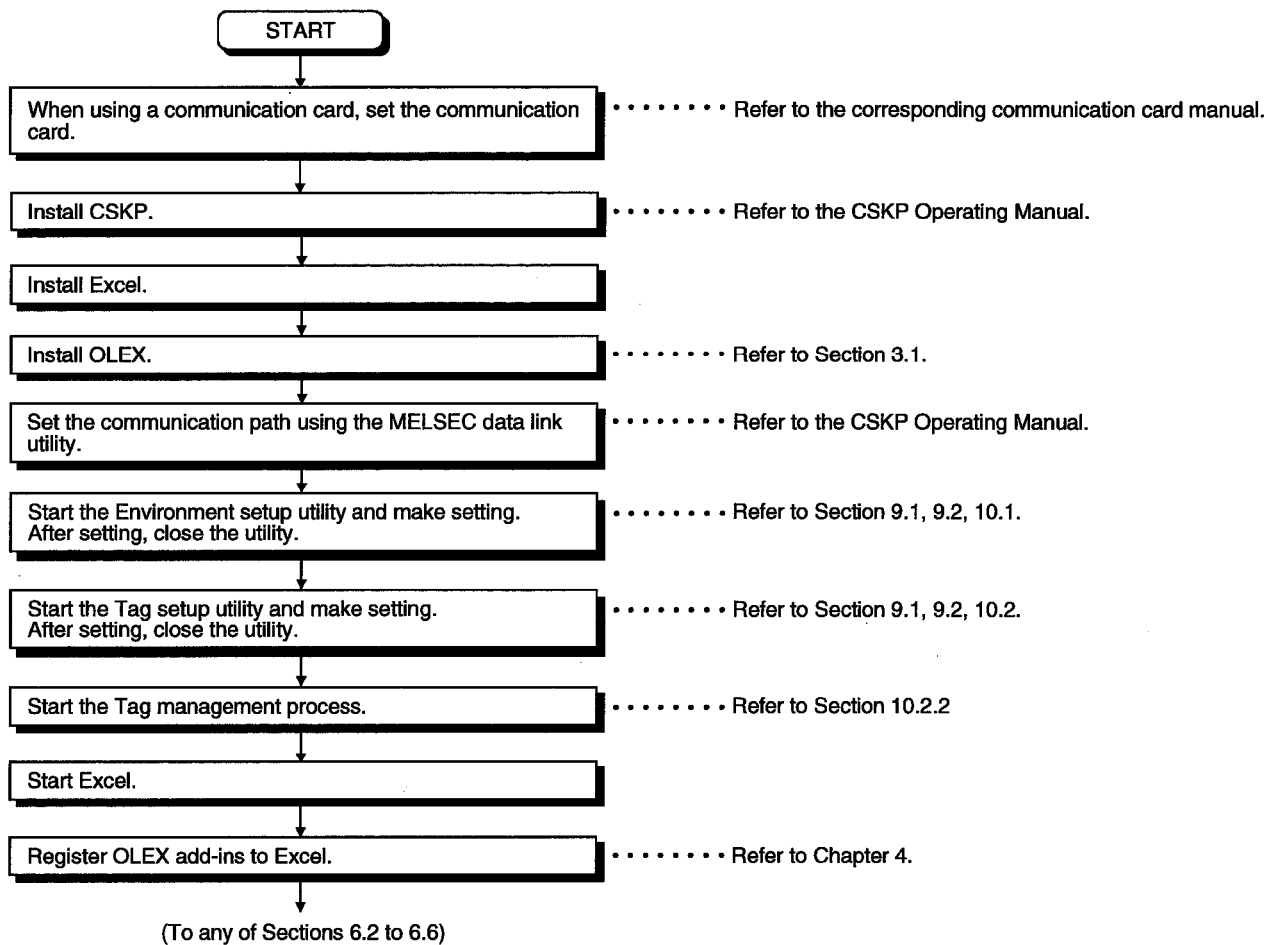 START
When using a communication card, set the communication
card.
Refer to the corresponding communication card manual.
Install CSKP.
Refer to the CSKP Operating Manual.
Install Excel.
Install OLEX.
Refer to Section 3.1.
Set the communication path using the MELSEC data link
utility.
Refer to the CSKP Operating Manual.
Start the Environment setup utility and make setting.
After setting, close the utility.
Refer to Section 9.1, 9.2, 10.1.
Start the Tag setup utility and make setting.
After setting, close the utility.
Refer to Section 9.1, 9.2, 10.2.
Start the Tag management process.
Refer to Section 10.2.2
Start Excel.
Register OLEX add-ins to Excel.
Refer to Chapter 4.
(To any of Sections 6.2 to 6.6)